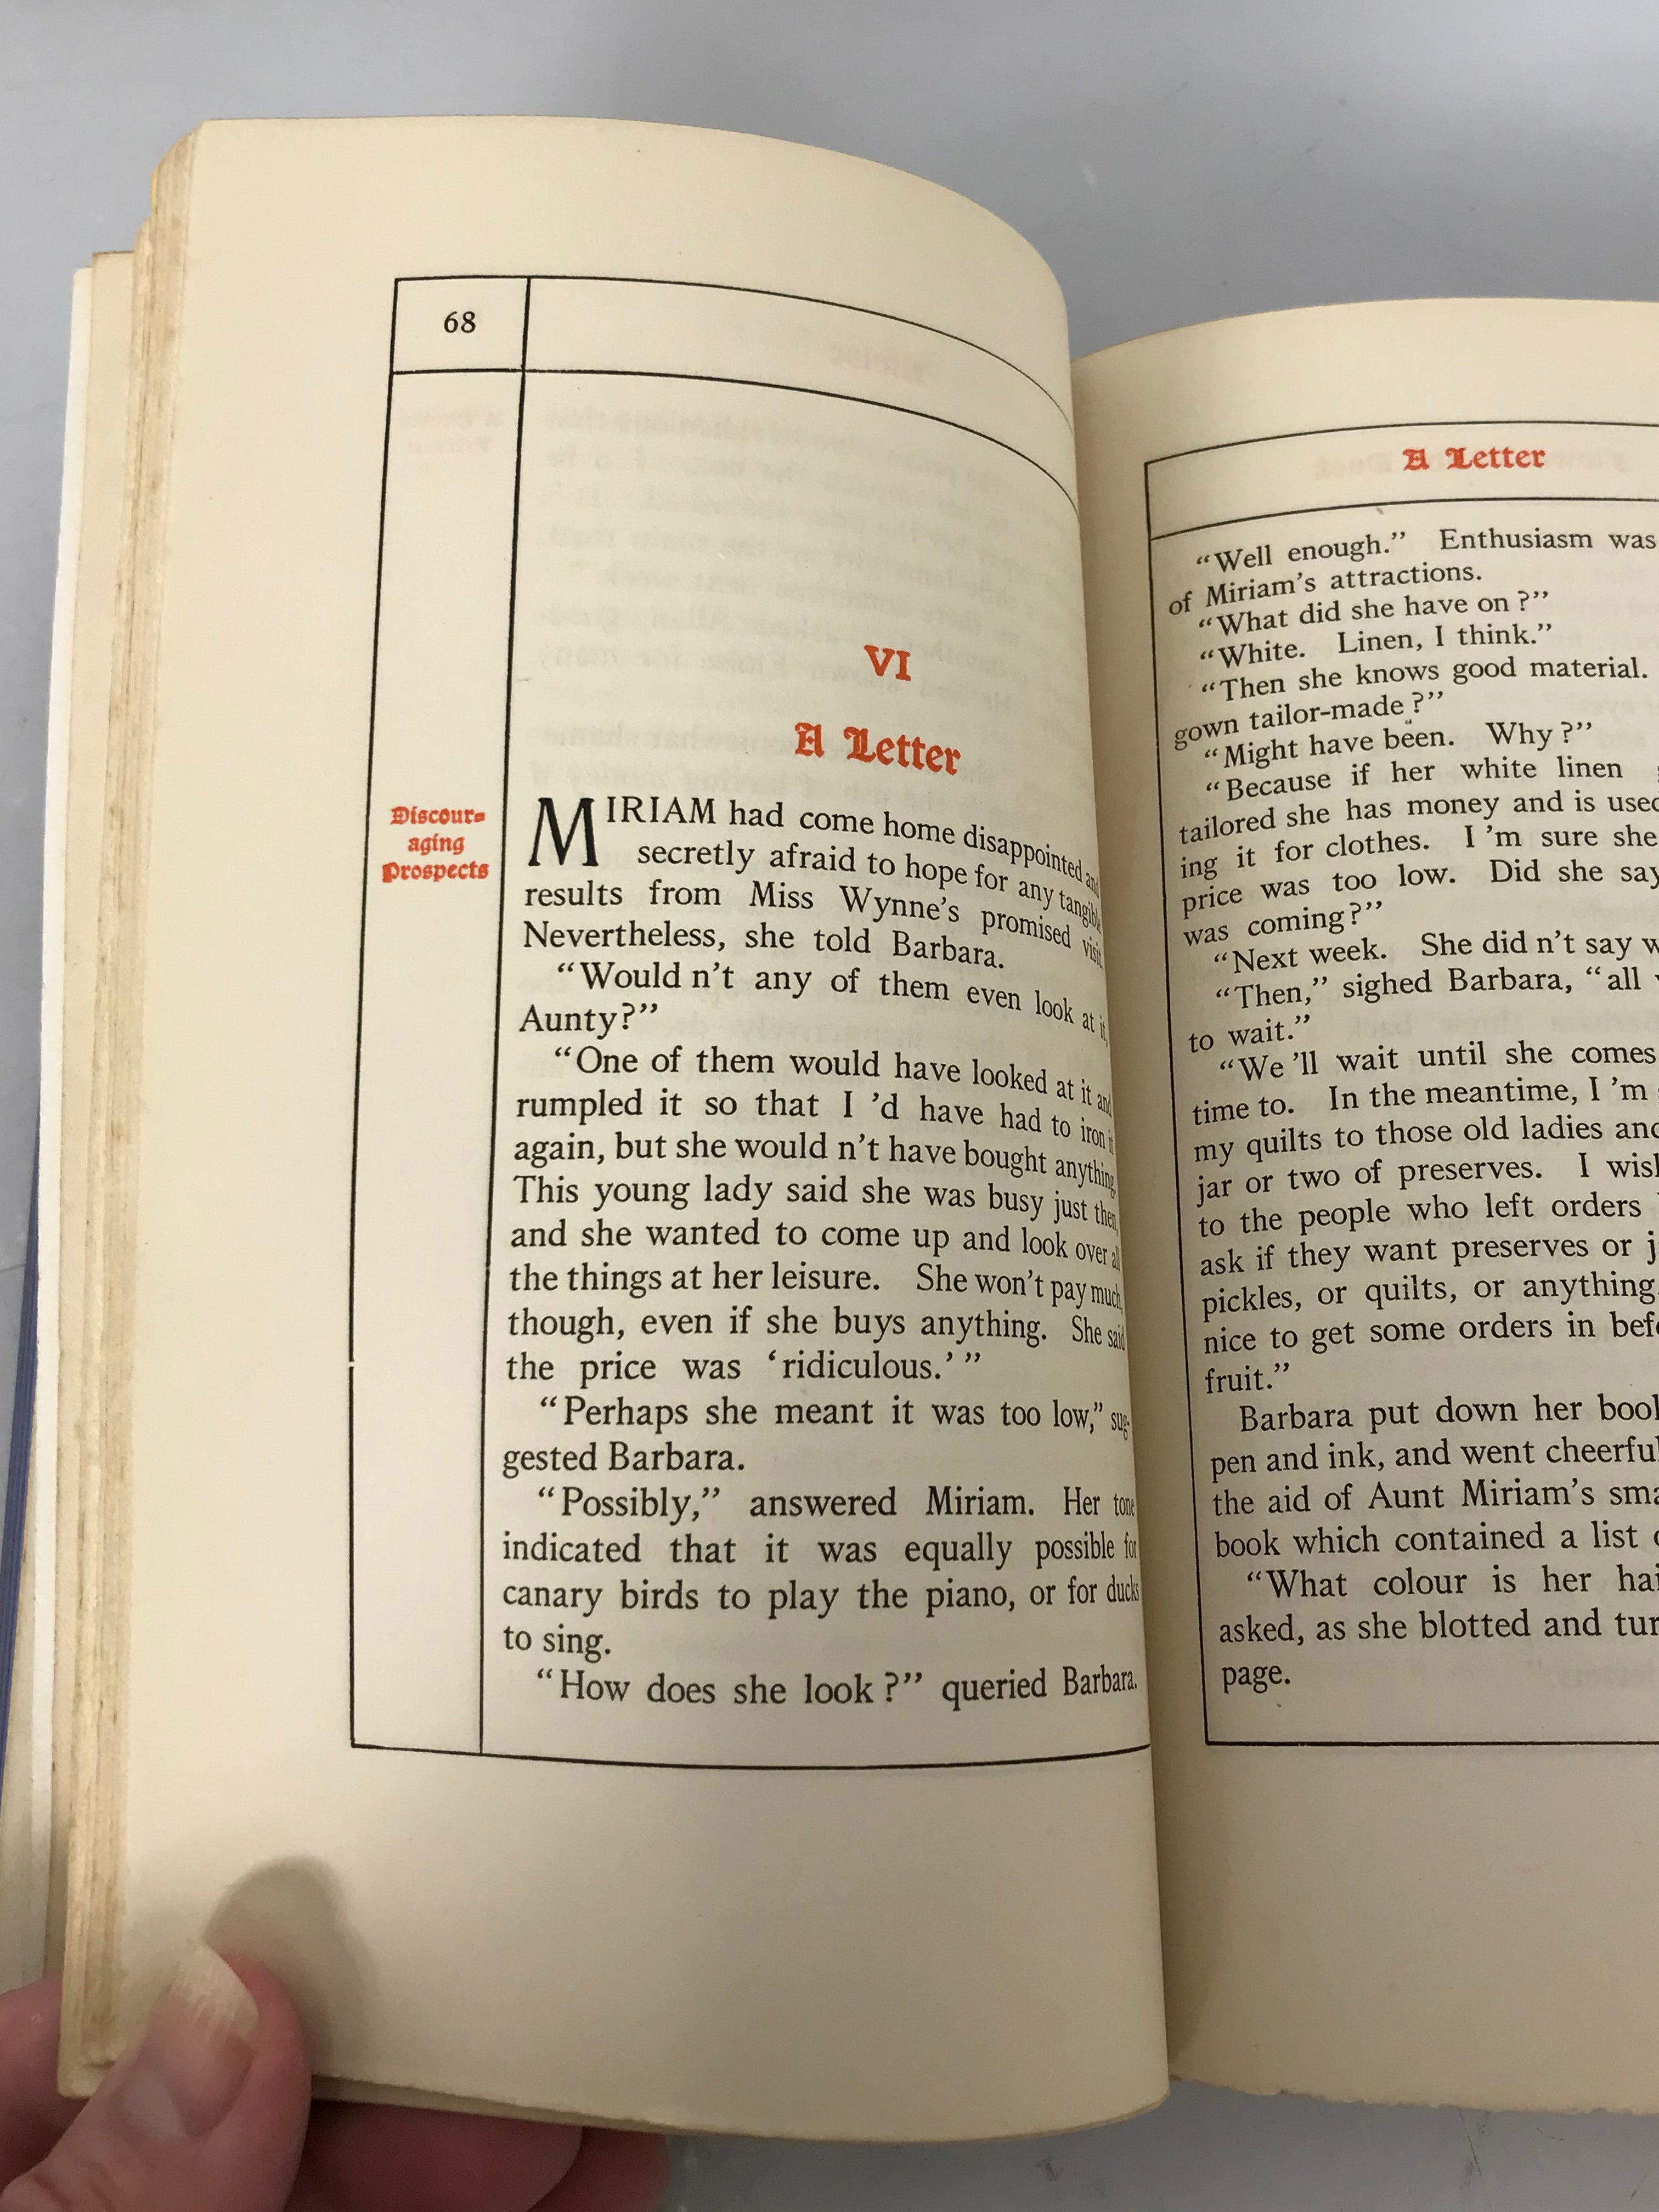 68
VI
A Letter
Discour-
aging
Prospects
MIRIAM had come home disappointed and
secretly afraid to hope for any tangible
results from Miss Wynne's promised visit.
Nevertheless, she told Barbara.
“Would n't any of them even look at it,
Aunty?”
“One of them would have looked at it and
rumpled it so that I 'd have had to iron it
again, but she would n't have bought anything.
This young lady said she was busy just then,
and she wanted to come up and look over all
the things at her leisure. She won't pay much,
though, even if she buys anything. She said
the price was ‘ridiculous.’”
“Perhaps she meant it was too low,” sug-
gested Barbara.
“Possibly,” answered Miriam. Her tone
indicated that it was equally possible for
canary birds to play the piano, or for ducks
to sing.
“How does she look?” queried Barbara.
A Letter
“Well enough.” Enthusiasm was
of Miriam's attractions.
“What did she have on?”
“White. Linen, I think.”
“Then she knows good material.
gown tailor-made?”
“Might have been. Why?”
“Because if her white linen
tailored she has money and is used
ing it for clothes. I 'm sure she
price was too low. Did she say
was coming?”
“Next week. She did n't say
“Then,” sighed Barbara, “all
to wait.”
“We 'll wait until she comes
time to. In the meantime, I 'm
my quilts to those old ladies and
jar or two of preserves. I wish
to the people who left orders
ask if they want preserves or
pickles, or quilts, or anything.
nice to get some orders in
fruit.”
Barbara put down her book
pen and ink, and went
the aid of Aunt Miriam's
book which contained a list
“What colour is her
asked, as she blotted and
page.